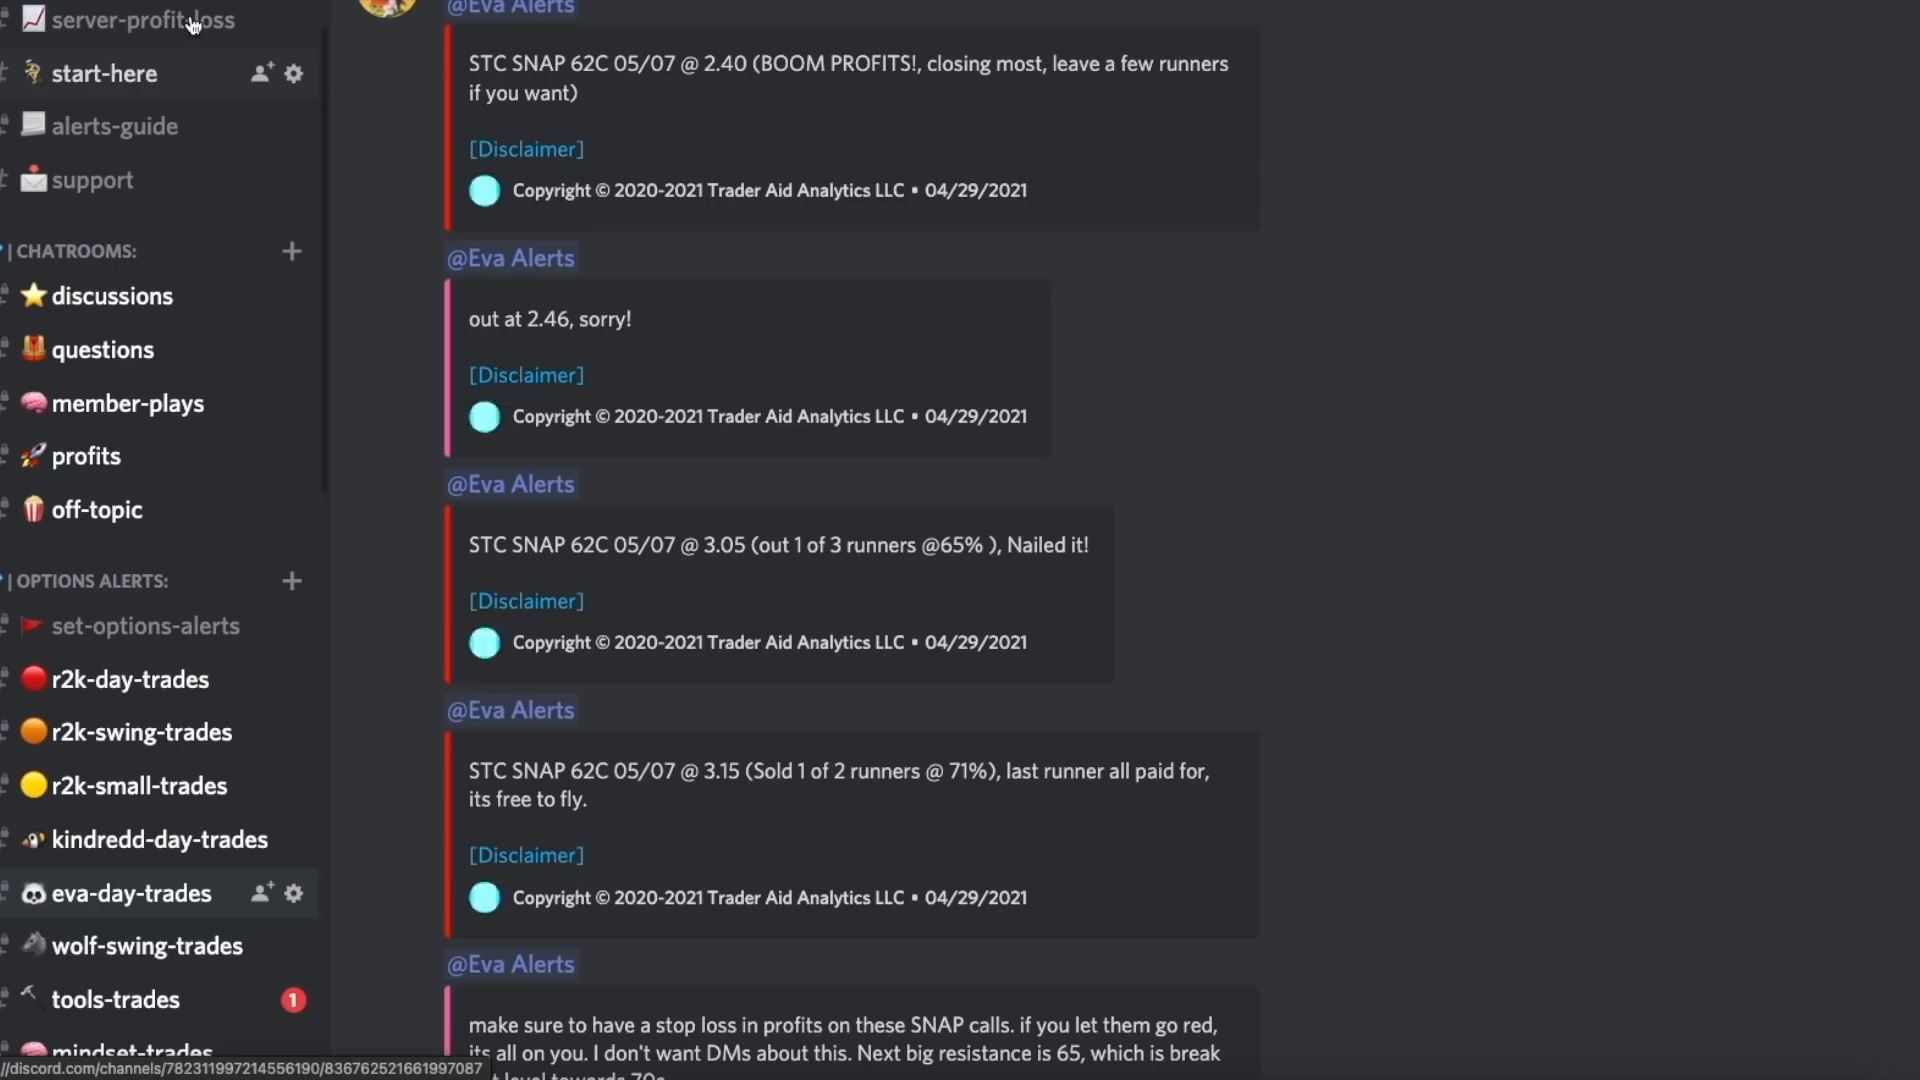 server-profit-loss
start-here
alerts-guide
support
| CHATROOMS:
discussions
questions
member-plays
profits
off-topic
| OPTIONS ALERTS:
set-options-alerts
r2k-day-trades
r2k-swing-trades
r2k-small-trades
kindredd-day-trades
eva-day-trades
wolf-swing-trades
tools-trades
1
mindset-trades
//discord.com/channels/782311997214556190/836762521661997087
@Eva Alerts
STC SNAP 62C 05/07 @ 2.40 (BOOM PROFITS!, closing most, leave a few runners
if you want)
[Disclaimer]
Copyright © 2020-2021 Trader Aid Analytics LLC • 04/29/2021
@Eva Alerts
out at 2.46, sorry!
[Disclaimer]
Copyright © 2020-2021 Trader Aid Analytics LLC • 04/29/2021
@Eva Alerts
STC SNAP 62C 05/07 @ 3.05 (out 1 of 3 runners @65% ), Nailed it!
[Disclaimer]
Copyright © 2020-2021 Trader Aid Analytics LLC • 04/29/2021
@Eva Alerts
STC SNAP 62C 05/07 @ 3.15 (Sold 1 of 2 runners @ 71%), last runner all paid for,
its free to fly.
[Disclaimer]
Copyright © 2020-2021 Trader Aid Analytics LLC • 04/29/2021
@Eva Alerts
make sure to have a stop loss in profits on these SNAP calls. if you let them go red,
its all on you. I don't want DMs about this. Next big resistance is 65, which is break
level towards 70s